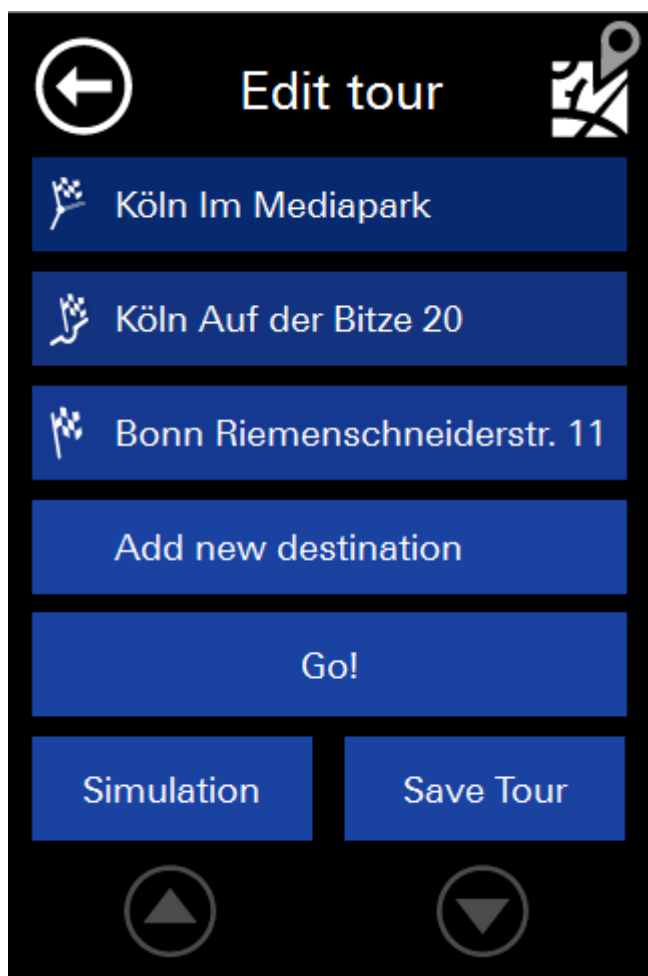 Edit tour
Köln Im Mediapark
Köln Auf der Bitze 20
Bonn Riemenschneiderstr. 11
Add new destination
Go!
Simulation
Save Tour